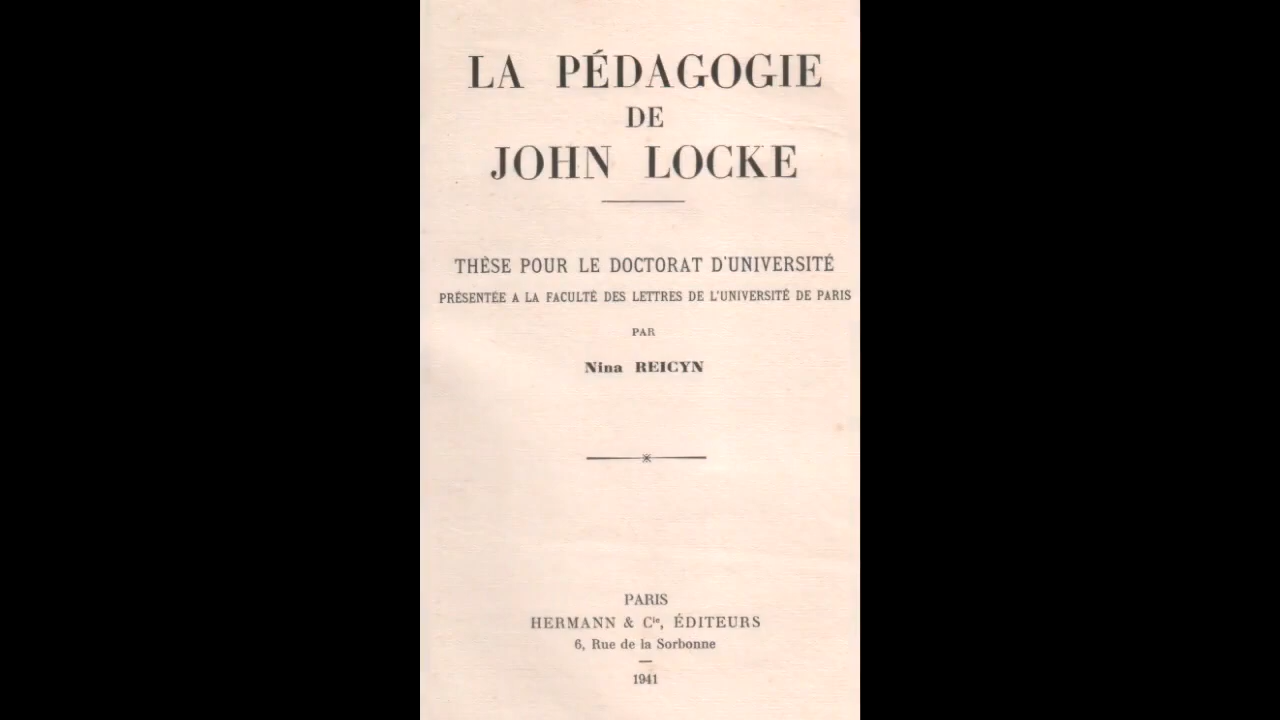 LA PÉDAGOGIE
DE
JOHN LOCKE
THÈSE POUR LE DOCTORAT D'UNIVERSITÉ
PRÉSENTÉE A LA FACULTÉ DES LETTRES DE L'UNIVERSITÉ DE PARIS
PAR
Nina REICYN
PARIS
HERMANN & Cie, ÉDITEURS
6, Rue de la Sorbonne
1941